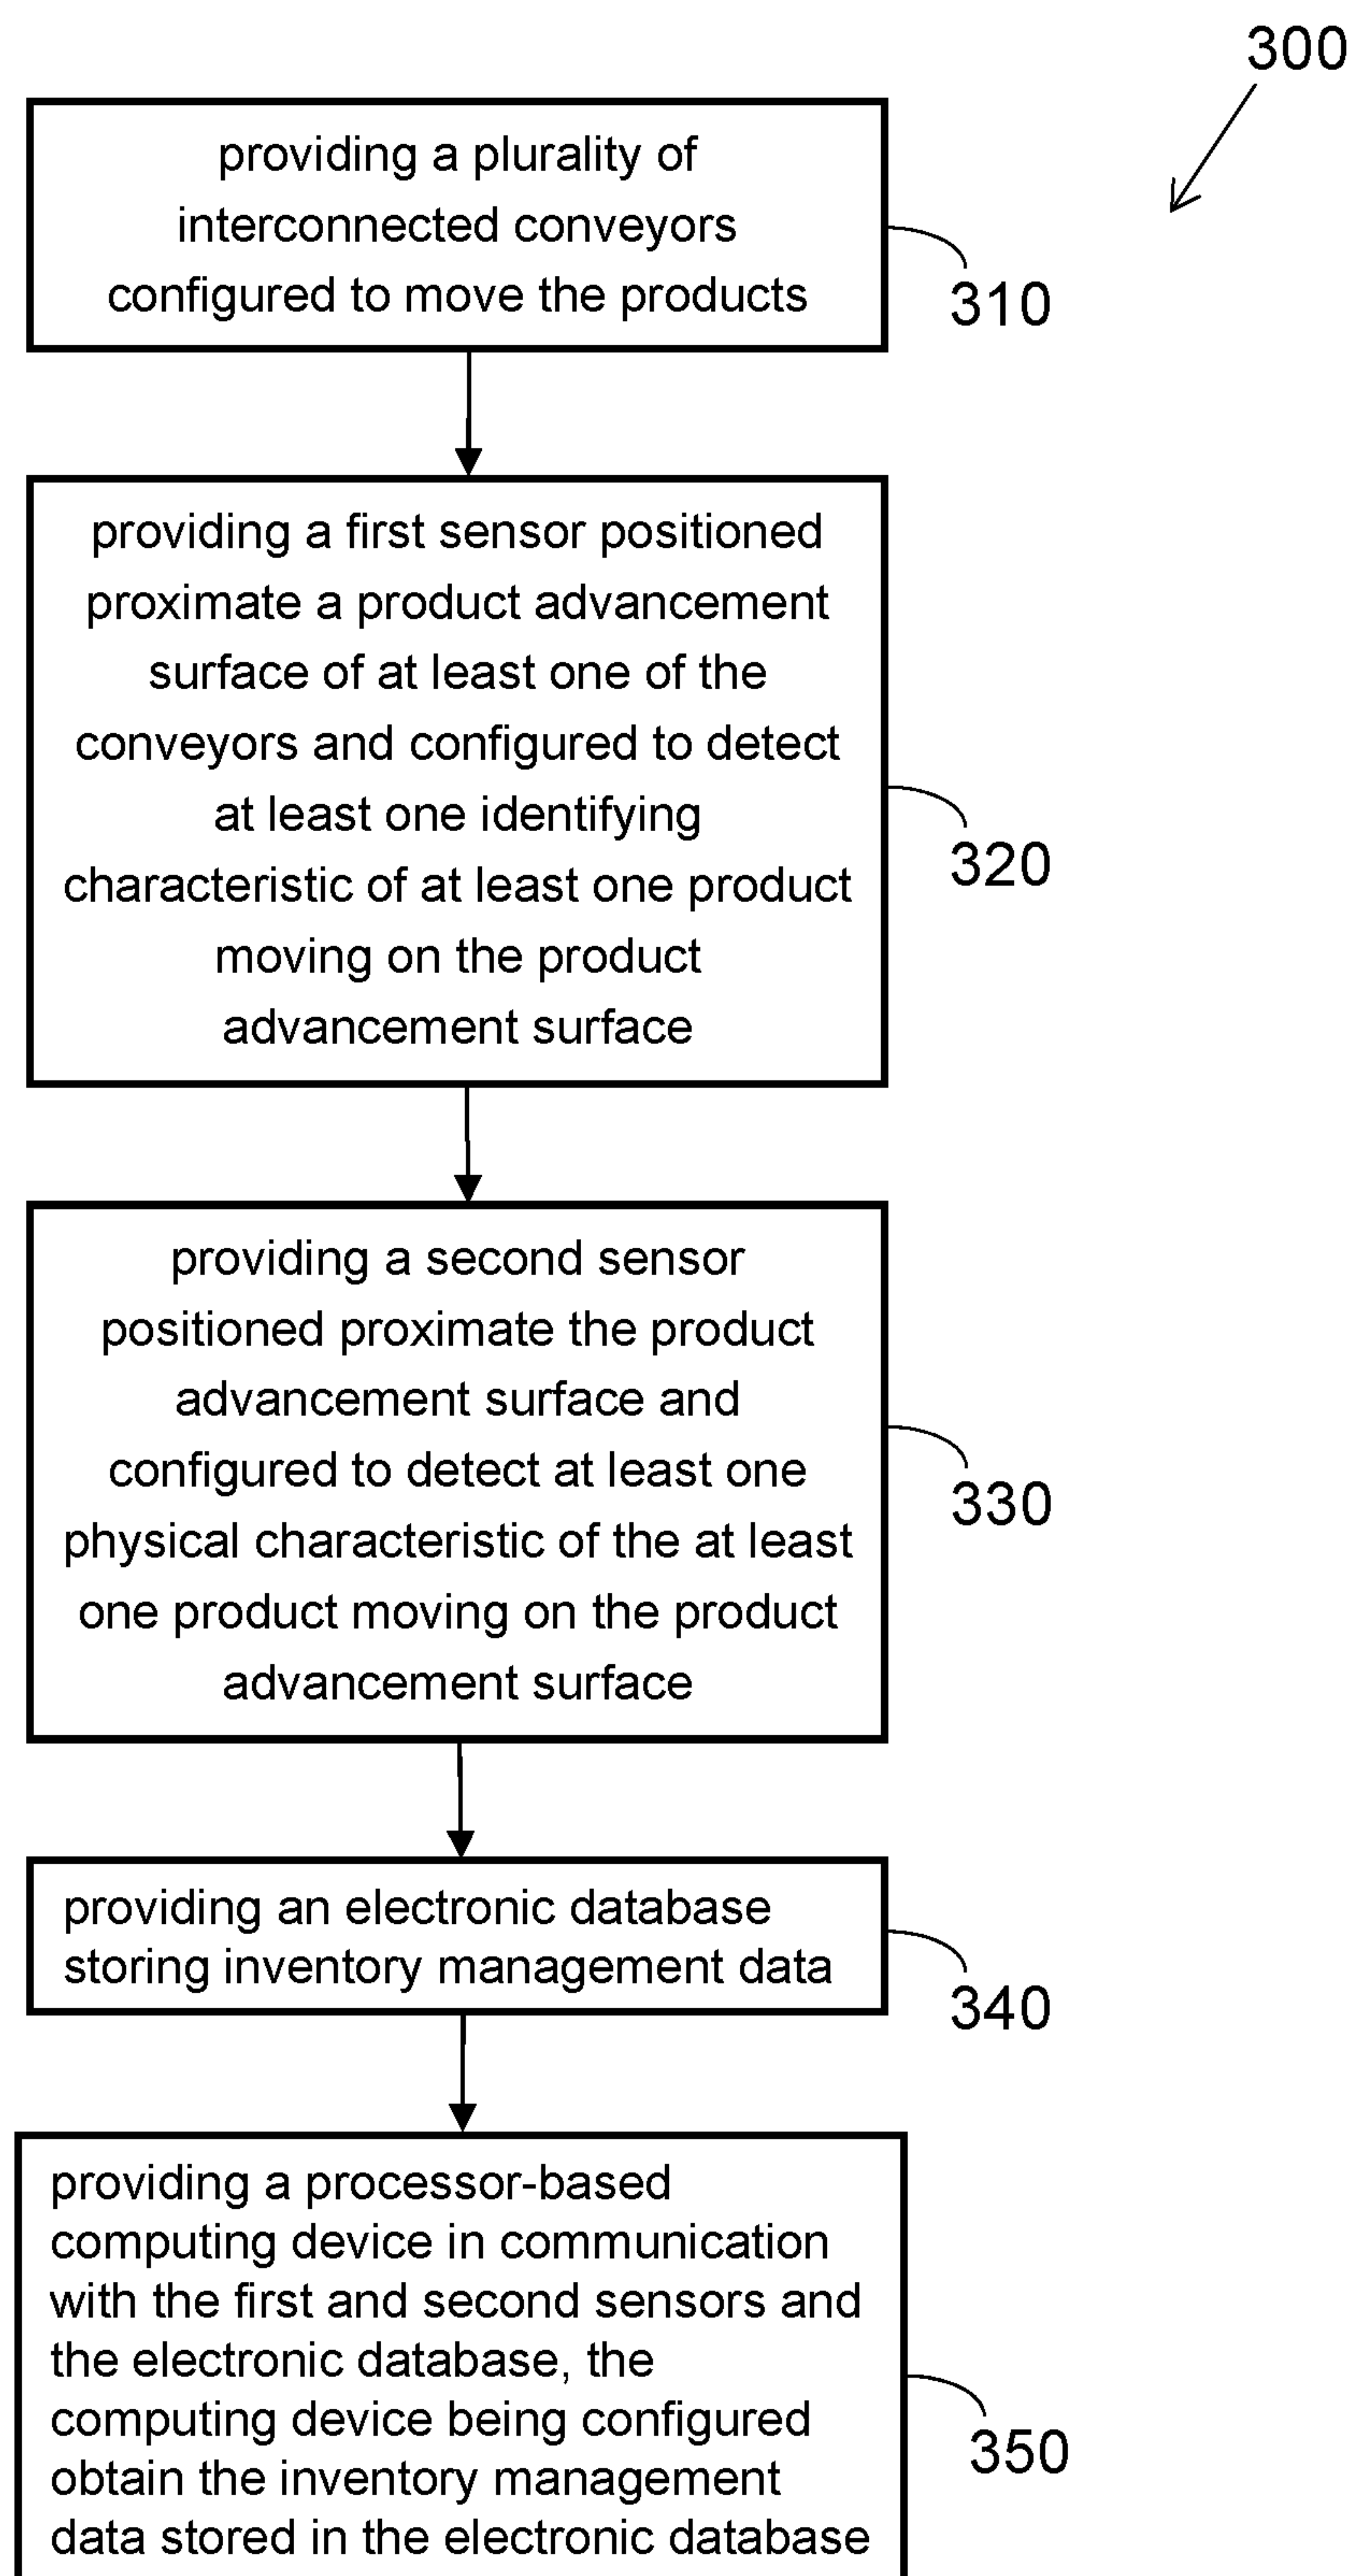 300
providing a plurality of
interconnected conveyors
configured to move the products
310
providing a first sensor positioned
proximate a product advancement
surface of at least one of the
conveyors and configured to detect
at least one identifying
characteristic of at least one product
moving on the product
advancement surface
320
providing a second sensor
positioned proximate the product
advancement surface and
configured to detect at least one
physical characteristic of the at least
one product moving on the product
advancement surface
330
providing an electronic database
storing inventory management data
340
providing a processor-based
computing device in communication
with the first and second sensors and
the electronic database, the
computing device being configured
obtain the inventory management
data stored in the electronic database
350